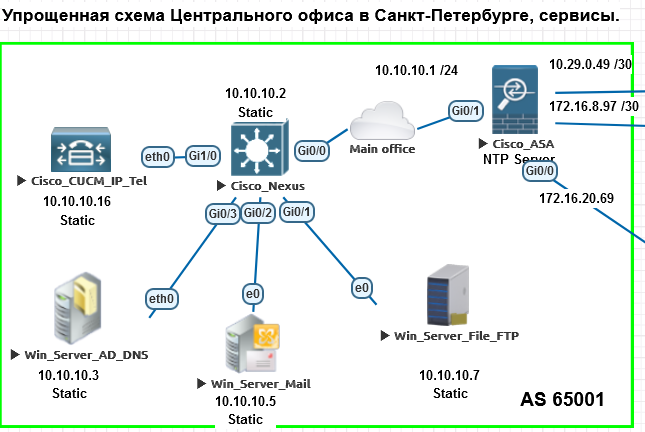 Упрощенная схема Центрального офиса в Санкт-Петербурге, сервисы.
10.29.0.49 /30
10.10.10.1 /24
10.10.10.2
Static
172.16.8.97 /30
Gi0/1
Main office
Cisco_ASA
NTP Server
Gi0/0
eth0
Gi1/0
Gi0/0
Cisco_CUCM_IP_Tel
10.10.10.16
Static
Cisco_Nexus
172.16.20.69
Gi0/3
Gi0/2
Gi0/1
eth0
e0
e0
Win_Server_AD_DNS
10.10.10.3
Static
Win_Server_Mail
10.10.10.5
Static
Win_Server_File_FTP
10.10.10.7
Static
AS 65001